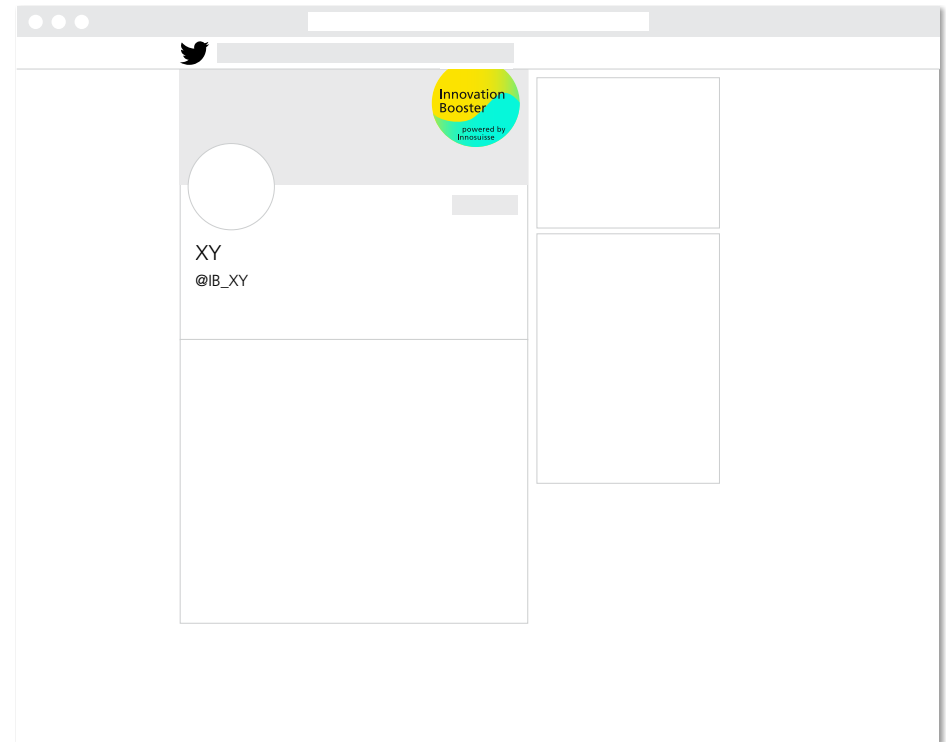 Innovation
Booster
powered by
Innosuisse
XY
@IB_XY